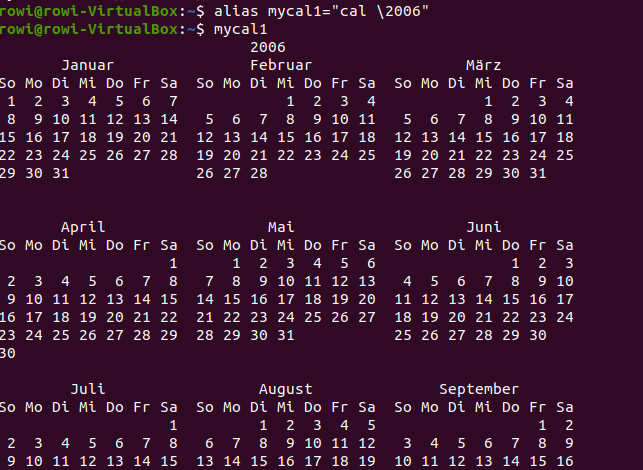 rowi@rowi-VirtualBox:~$ alias mycal1="cal \2006"
rowi@rowi-VirtualBox:~$ mycal1
                            2006
       Januar               Februar                 März
So Mo Di Mi Do Fr Sa  So Mo Di Mi Do Fr Sa  So Mo Di Mi Do Fr Sa
 1  2  3  4  5  6  7            1  2  3  4            1  2  3  4
 8  9 10 11 12 13 14   5  6  7  8  9 10 11   5  6  7  8  9 10 11
15 16 17 18 19 20 21  12 13 14 15 16 17 18  12 13 14 15 16 17 18
22 23 24 25 26 27 28  19 20 21 22 23 24 25  19 20 21 22 23 24 25
29 30 31              26 27 28              26 27 28 29 30 31
       April                  Mai                   Juni
So Mo Di Mi Do Fr Sa  So Mo Di Mi Do Fr Sa  So Mo Di Mi Do Fr Sa
                   1      1  2  3  4  5  6               1  2  3
 2  3  4  5  6  7  8   7  8  9 10 11 12 13   4  5  6  7  8  9 10
 9 10 11 12 13 14 15  14 15 16 17 18 19 20  11 12 13 14 15 16 17
16 17 18 19 20 21 22  21 22 23 24 25 26 27  18 19 20 21 22 23 24
23 24 25 26 27 28 29  28 29 30 31           25 26 27 28 29 30
30
        Juli                 August              September
So Mo Di Mi Do Fr Sa  So Mo Di Mi Do Fr Sa  So Mo Di Mi Do Fr Sa
                   1         1  2  3  4  5                  1  2
 2  3  4  5  6  7  8   6  7  8  9 10 11 12   3  4  5  6  7  8  9
 9 10 11 12 13 14 15  13 14 15 16 17 18 19  10 11 12 13 14 15 16